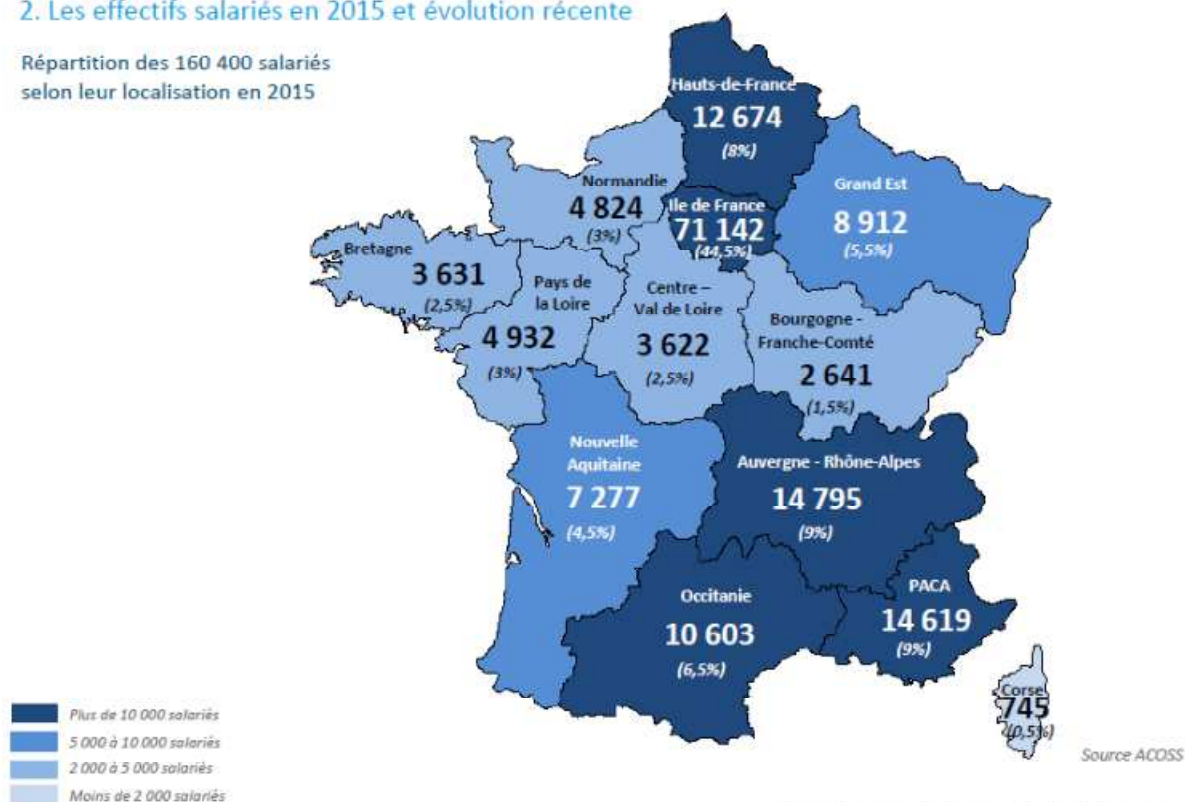 2. Les effectifs salariés en 2015 et évolution récente
Répartition des 160 400 salariés
selon leur localisation en 2015
Hauts-de-France
12 674
(8%)
Normandie
4 824
(3%)
Ile de France
71 142
(44,5%)
Grand Est
8 912
(5,5%)
Bretagne
3 631
(2,5%)
Pays de
la Loire
4 932
(3%)
Centre –
Val de Loire
3 622
(2,5%)
Bourgogne -
Franche-Comté
2 641
(1,5%)
Nouvelle
Aquitaine
7 277
(4,5%)
Auvergne - Rhône-Alpes
14 795
(9%)
Occitanie
10 603
(6,5%)
PACA
14 619
(9%)
Corse
745
(0,5%)
Plus de 10 000 salariés
5 000 à 10 000 salariés
2 000 à 5 000 salariés
Moins de 2 000 salariés
Source ACOSS